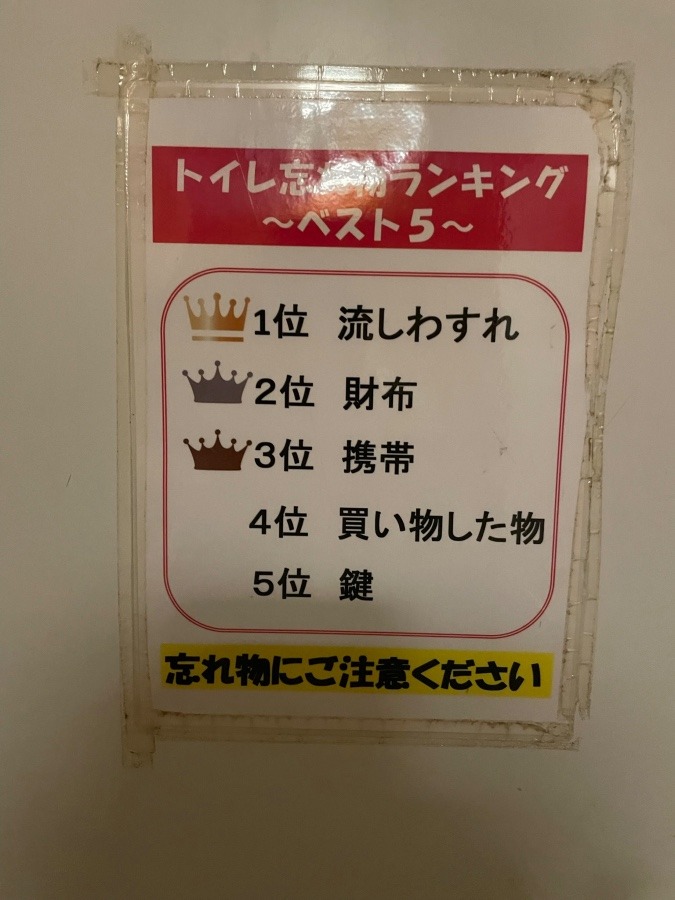 トイレ忘れ物ランキング
～ベスト５～
1位 流しわすれ
2位 財布
3位 携帯
4位 買い物した物
5位 鍵
忘れ物にご注意ください